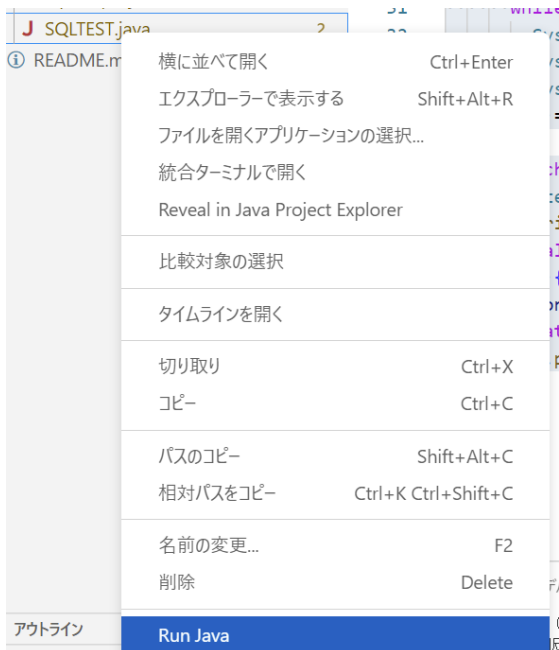 J SQLTEST.java 2
README.m
横に並べて開く Ctrl+Enter
エクスプローラーで表示する Shift+Alt+R
ファイルを開くアプリケーションの選択...
統合ターミナルで開く
Reveal in Java Project Explorer
比較対象の選択
タイムラインを開く
切り取り Ctrl+X
コピー Ctrl+C
パスのコピー Shift+Alt+C
相対パスをコピー Ctrl+K Ctrl+Shift+C
名前の変更... F2
削除 Delete
アウトライン
Run Java